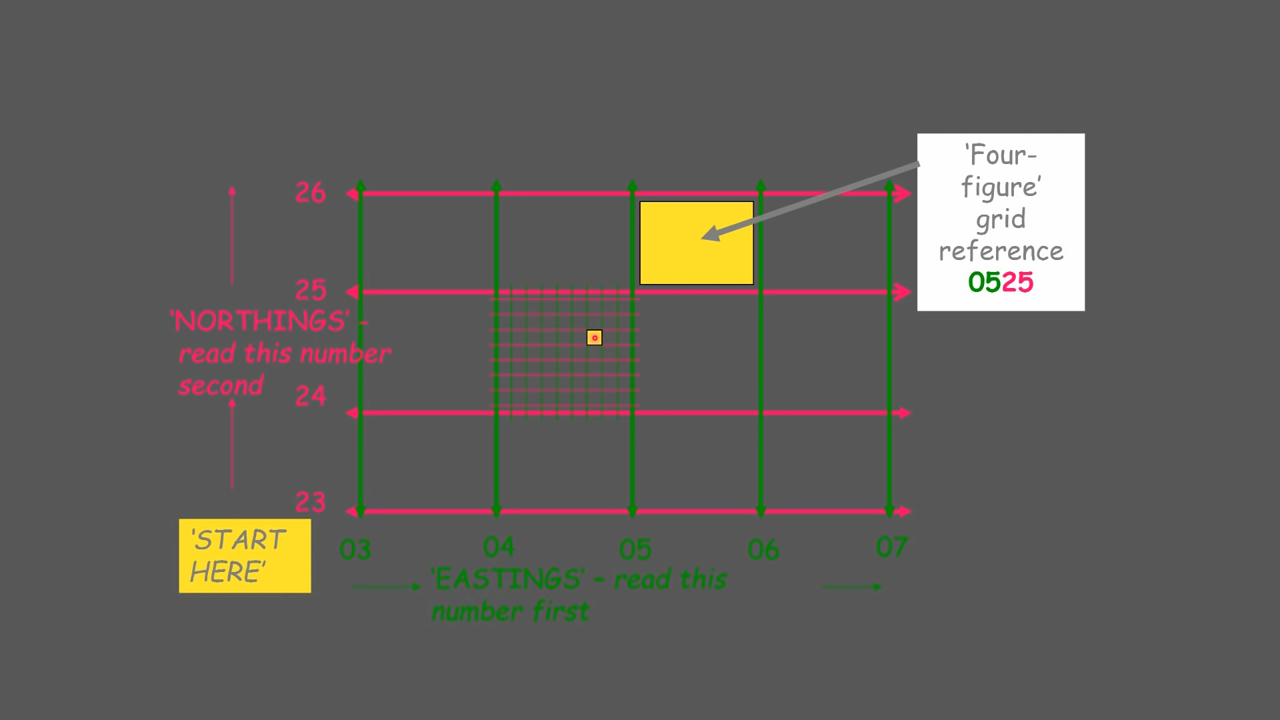 ‘Four-
figure’
grid
reference
0525
26
25
‘NORTHINGS’ -
read this number
second
24
23
‘START
HERE’
03
04
05
06
07
‘EASTINGS’ – read this
number first